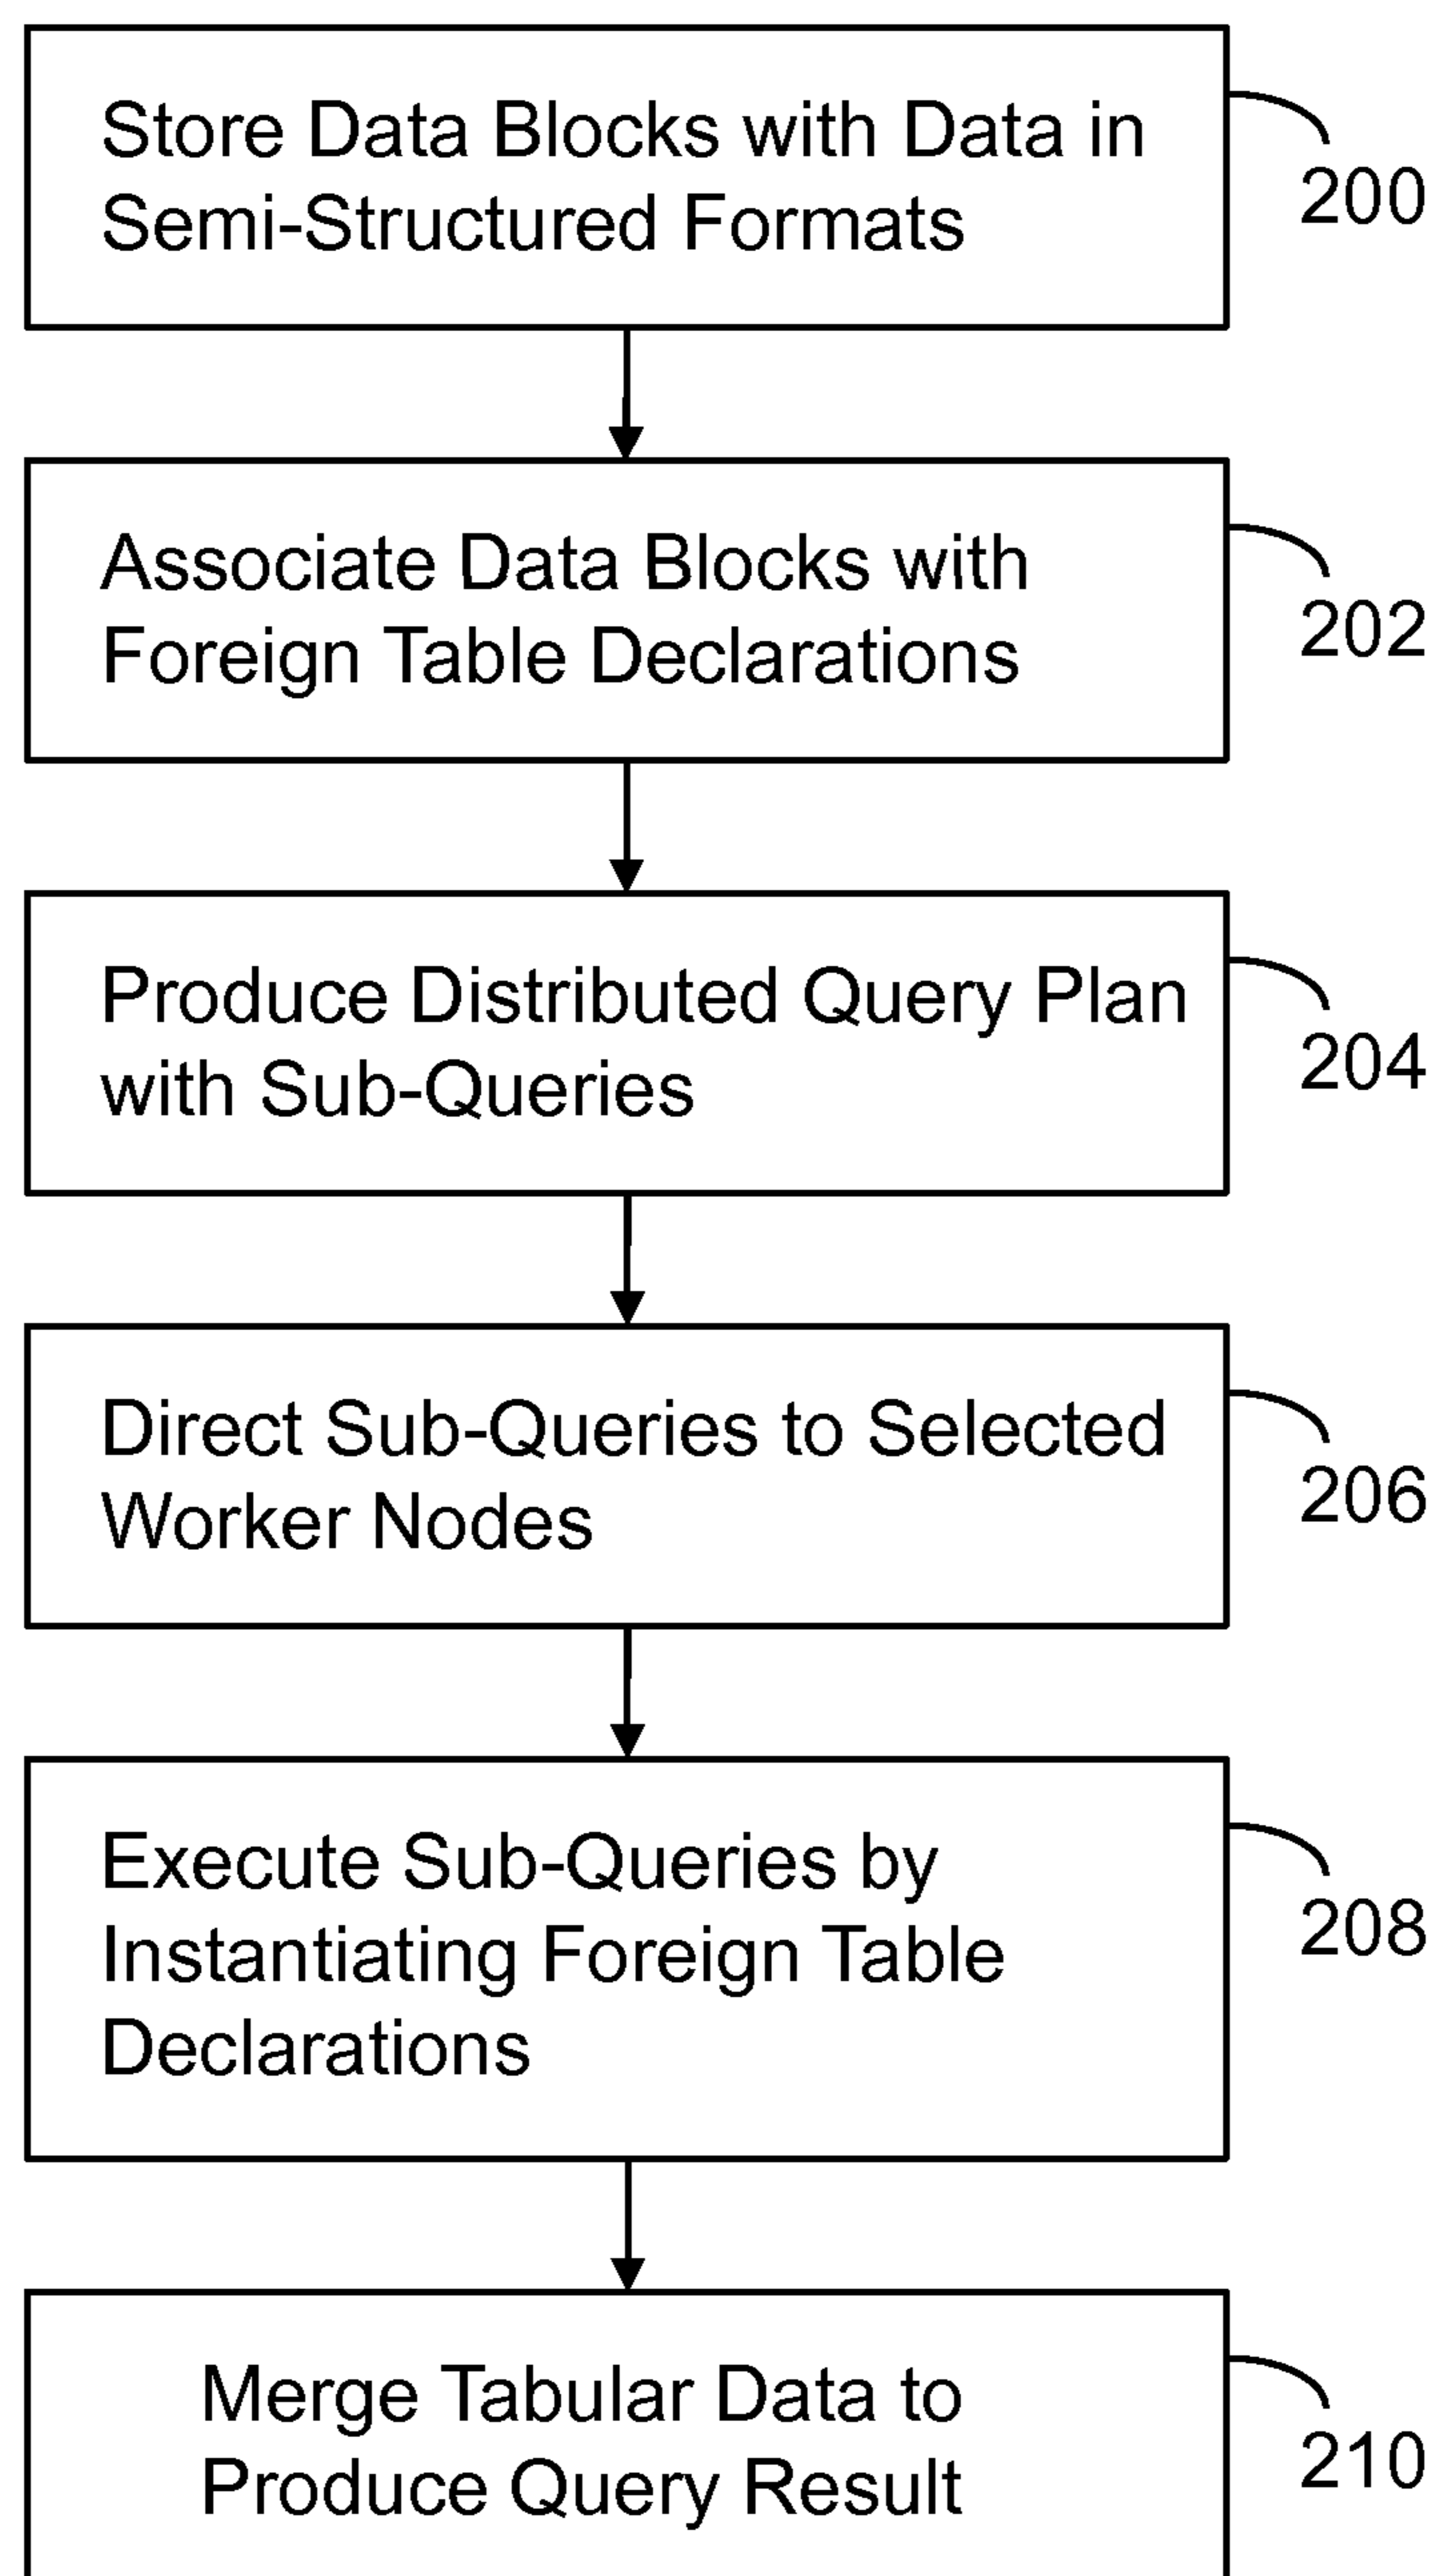 Store Data Blocks with Data in
Semi-Structured Formats
200
Associate Data Blocks with
Foreign Table Declarations
202
Produce Distributed Query Plan
with Sub-Queries
204
Direct Sub-Queries to Selected
Worker Nodes
206
Execute Sub-Queries by
Instantiating Foreign Table
Declarations
208
Merge Tabular Data to
Produce Query Result
210